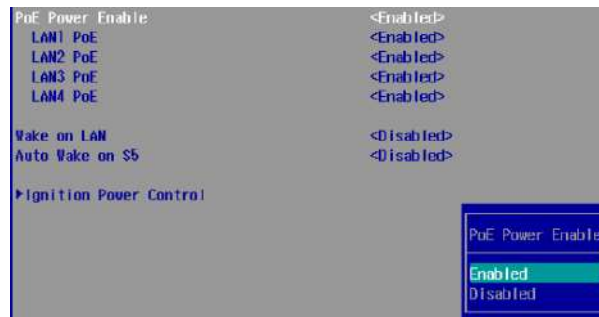 PoE Power Enable <Enabled>
LAN1 PoE <Enabled>
LAN2 PoE <Enabled>
LAN3 PoE <Enabled>
LAN4 PoE <Enabled>
Wake on LAN <Disabled>
Auto Wake on S5 <Disabled>
►Ignition Power Control
PoE Power Enable
Enabled
Disabled